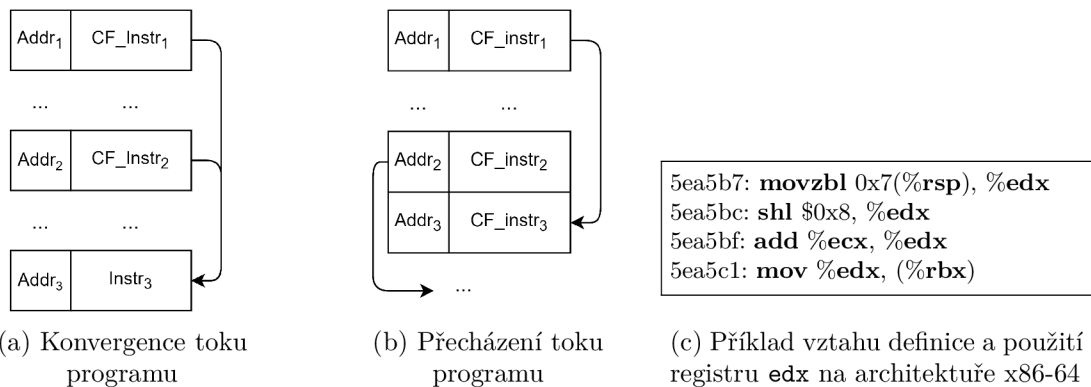 Addr1 CF_Instr1
... ...
Addr2 CF_Instr2
... ...
Addr3 Instr3
(a) Konvergence toku
programu
Addr1 CF_instr1
... ...
Addr2 CF_instr2
Addr3 CF_instr3
...
(b) Přecházení toku
programu
5ea5b7: movzbl 0x7(%rsp), %edx
5ea5bc: shl $0x8, %edx
5ea5bf: add %ecx, %edx
5ea5c1: mov %edx, (%rbx)
(c) Příklad vztahu definice a použití
registru edx na architektuře x86-64